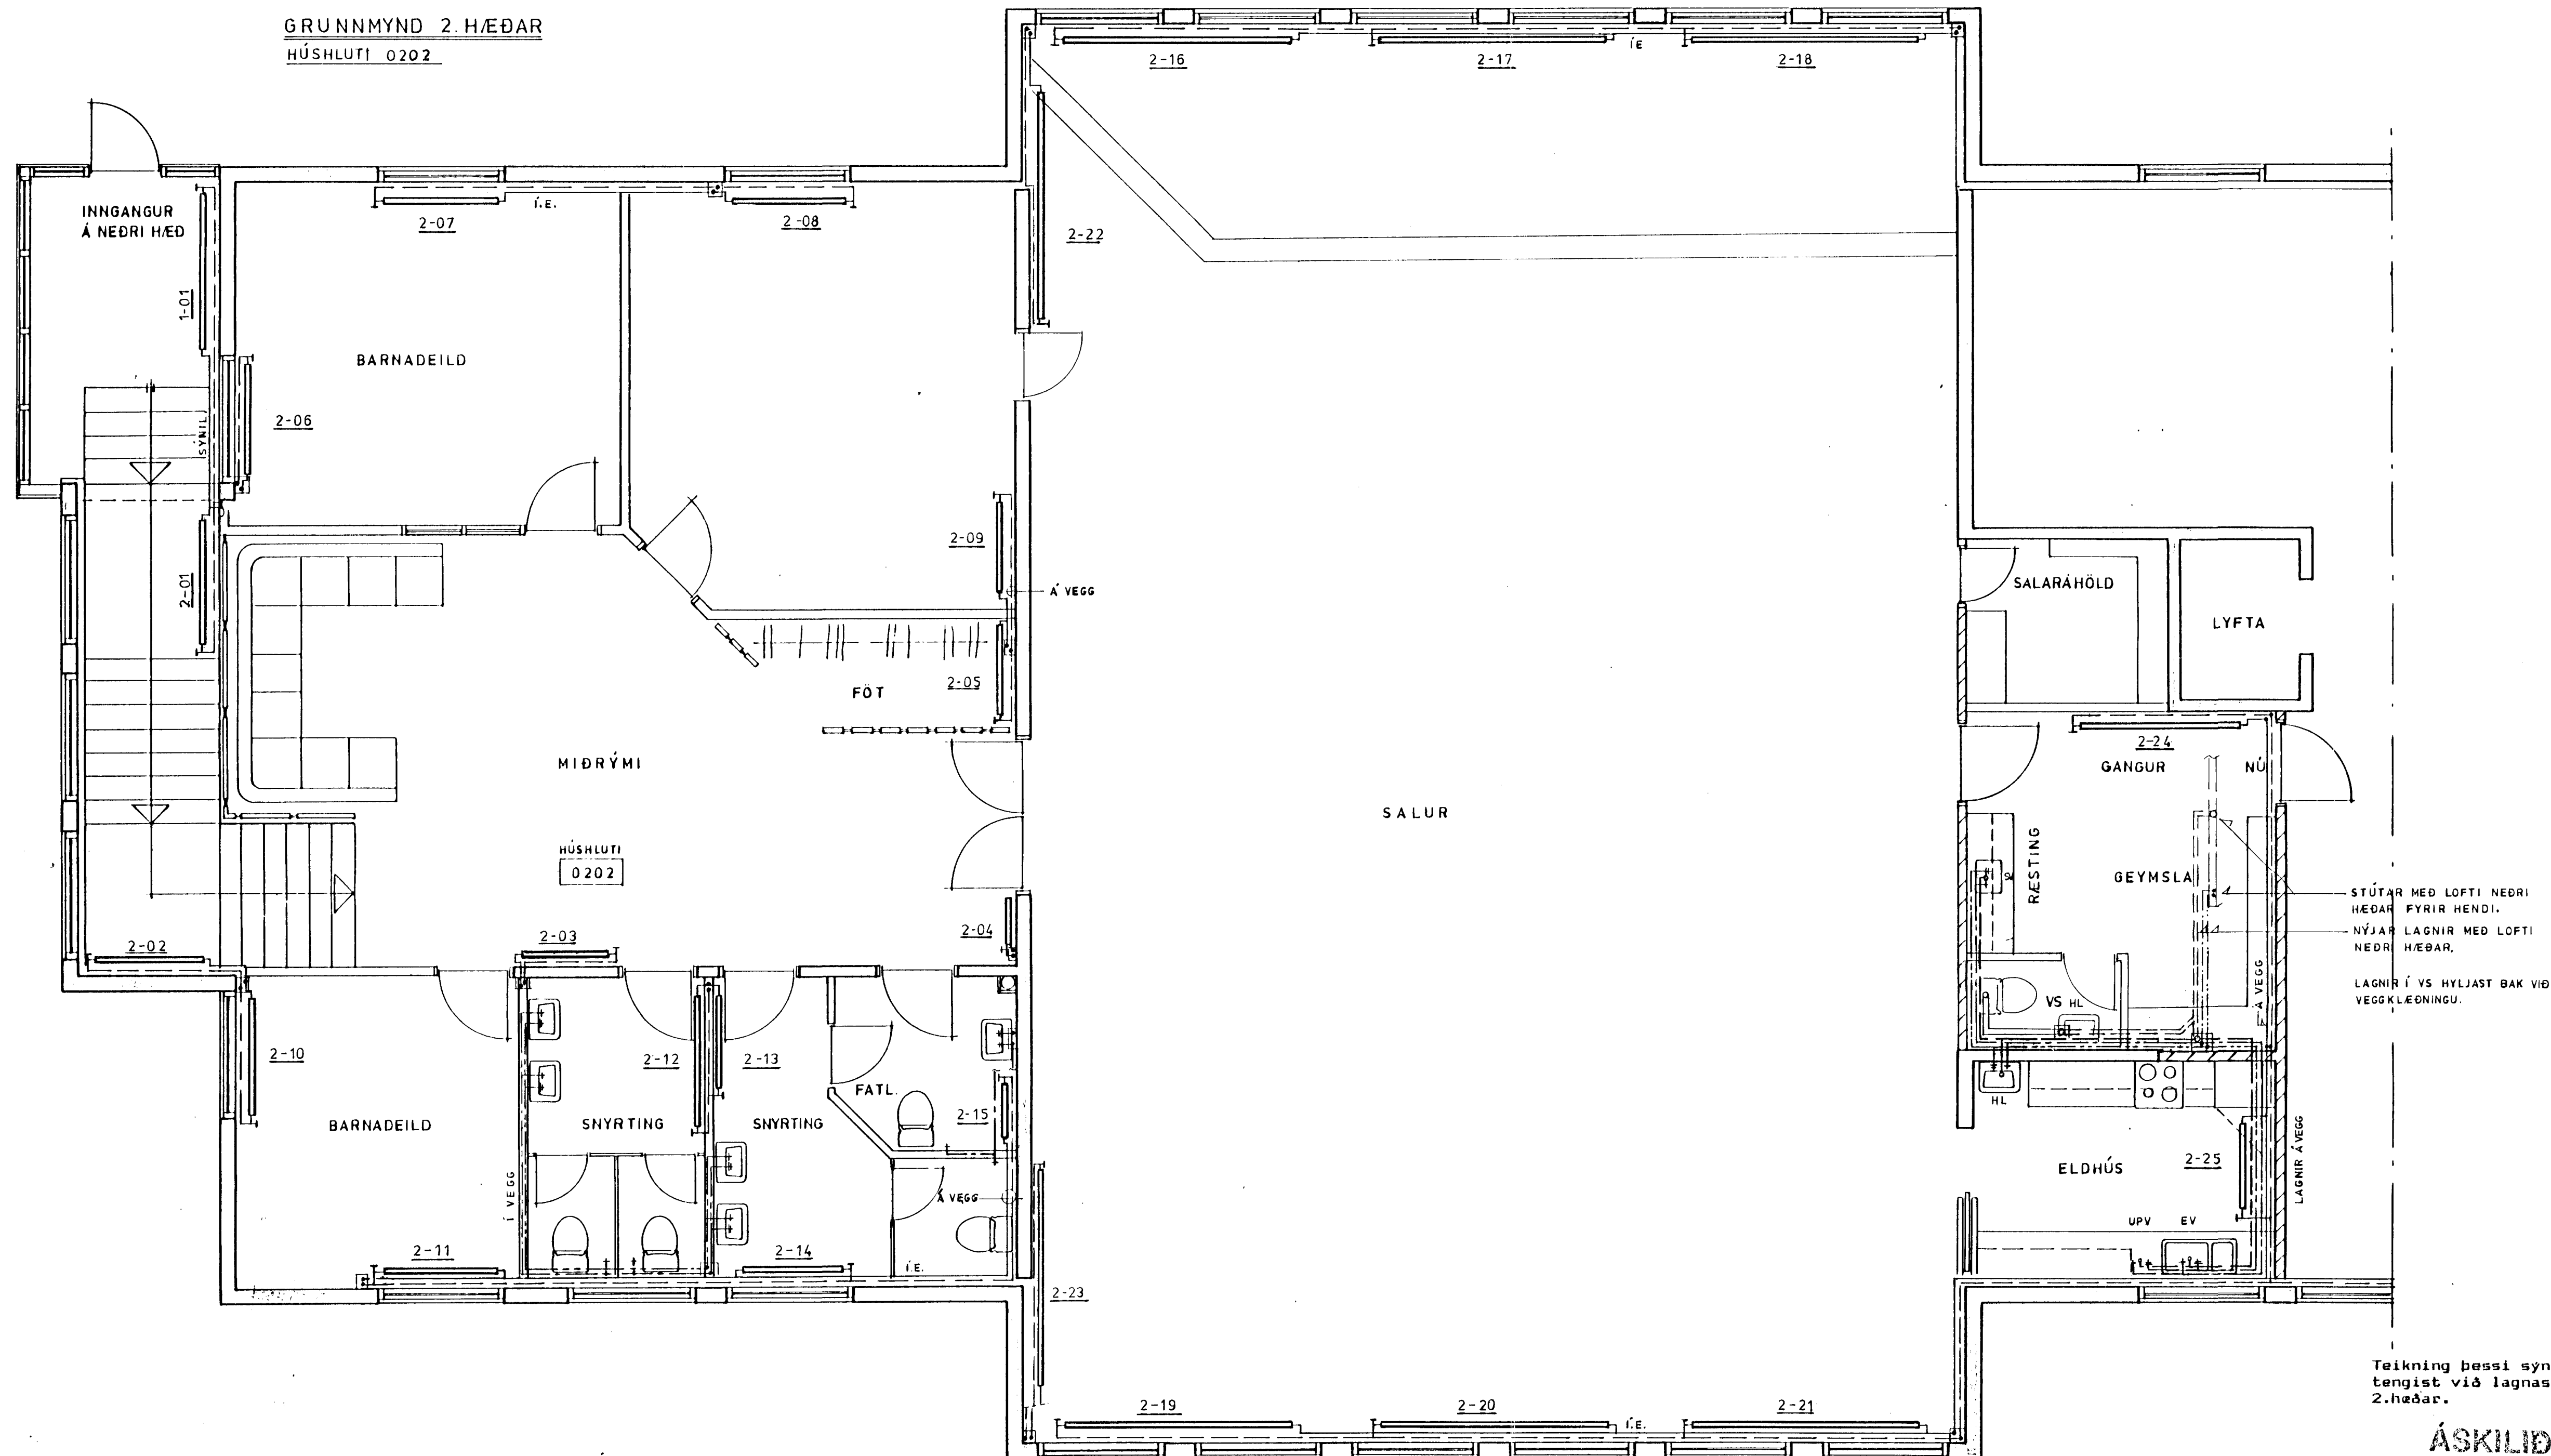 GRUNNMYND 2. HÆÐAR
HÚSHLUTI 0202
2-16
2-17
Í.E
2-18
INNGANGUR
Á NEÐRI HÆÐ
2-07
Í.E.
2-08
2-22
1-01
BARNADEILD
2-06
SÝNIL.
2-09
2-01
Á VEGG
SALARÁHÖLD
LYFTA
FÖT
2-05
MIÐRÝMI
SALUR
2-24
GANGUR
NÚ
HÚSHLUTI
0202
RÆSTING
GEYMSLA
STÚTAR MEÐ LOFTI NEÐRI
HÆÐAR FYRIR HENDI.
NÝJAR LAGNIR MEÐ LOFTI
NEÐRI HÆÐAR.
LAGNIR Í VS HYLJAST BAK VIÐ
VEGGKLÆÐNINGU.
2-02
2-03
2-04
Á VEGG
VS HL
2-10
2-12
2-13
FATL.
2-15
HL
BARNADEILD
SNYRTING
SNYRTING
ELDHÚS
2-25
LAGNIR Á VEGG
Í VEGG
Á VEGG
UPV EV
2-11
2-14
Í.E.
2-23
2-19
2-20
Í.E.
2-21
Teikning þessi sýn
tengist við lagnas
2.hæðar.
ÁSKILIÐ